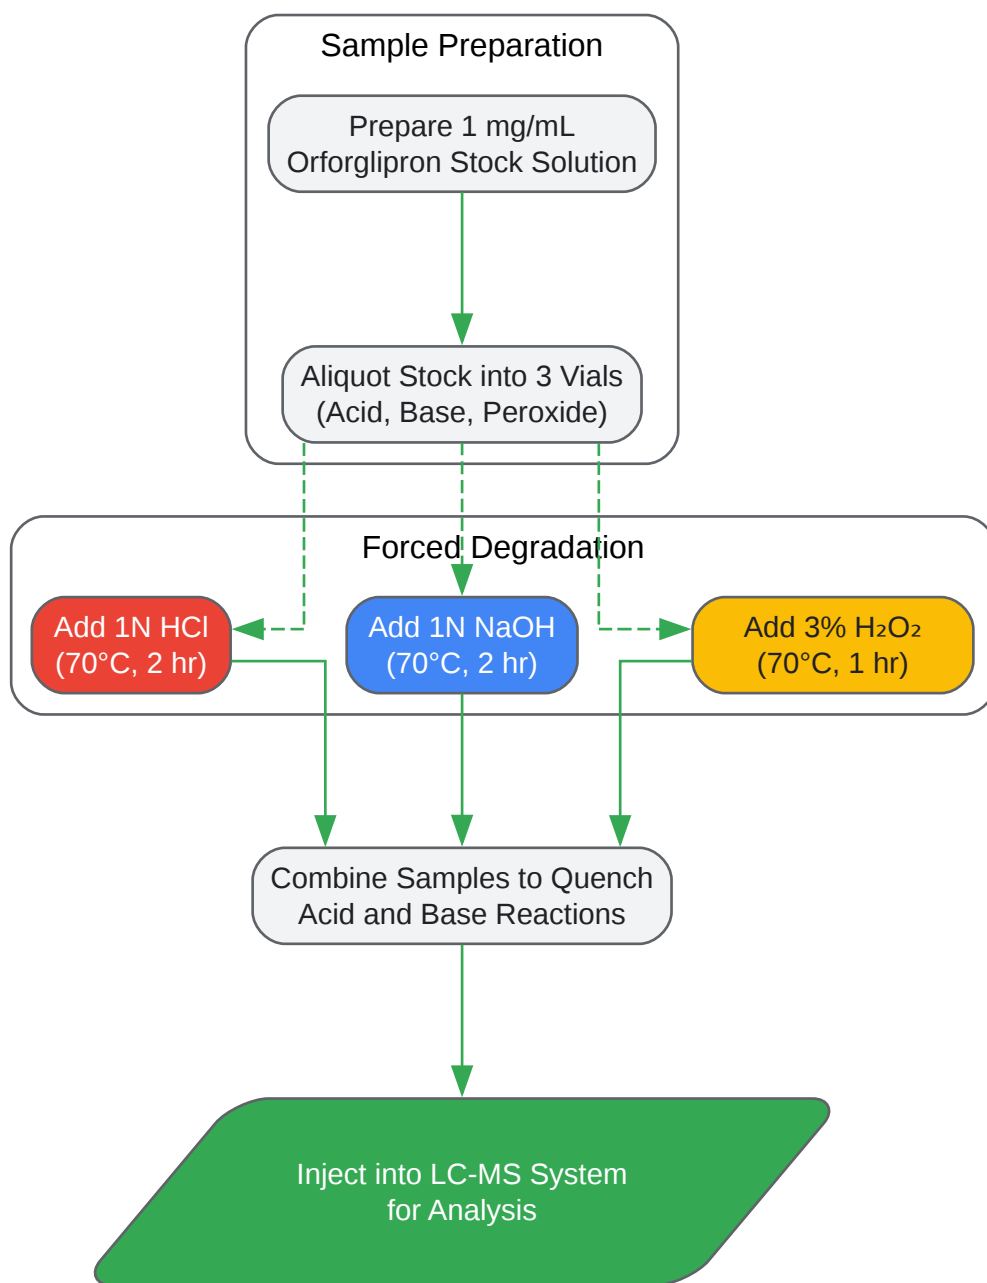 Sample Preparation
Prepare 1 mg/mL
Orforglipron Stock Solution
Aliquot Stock into 3 Vials
(Acid, Base, Peroxide)
Forced Degradation
Add 1N HCl
(70°C, 2 hr)
Add 1N NaOH
(70°C, 2 hr)
Add 3% H₂O₂
(70°C, 1 hr)
Combine Samples to Quench
Acid and Base Reactions
Inject into LC-MS System
for Analysis